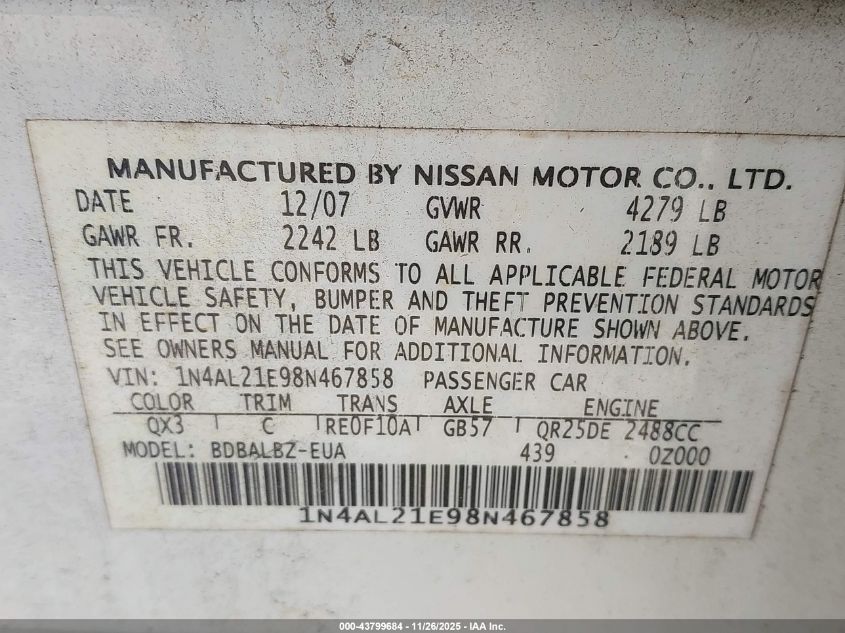 MANUFACTURED BY NISSAN MOTOR CO., LTD.
DATE 12/07 GVWR 4279 LB
GAWR FR. 2242 LB GAWR RR. 2189 LB
THIS VEHICLE CONFORMS TO ALL APPLICABLE FEDERAL MOTOR
VEHICLE SAFETY, BUMPER AND THEFT PREVENTION STANDARDS
IN EFFECT ON THE DATE OF MANUFACTURE SHOWN ABOVE.
SEE OWNERS MANUAL FOR ADDITIONAL INFORMATION.
VIN: 1N4AL21E98N467858 PASSENGER CAR
COLOR TRIM TRANS AXLE ENGINE
QX3 C RE0F10A GB57 QR25DE 2488CC
MODEL: BDBALBZ-EUA 439 0Z000
1N4AL21E98N467858
000-43799684 - 11/26/2025 - IAA Inc.